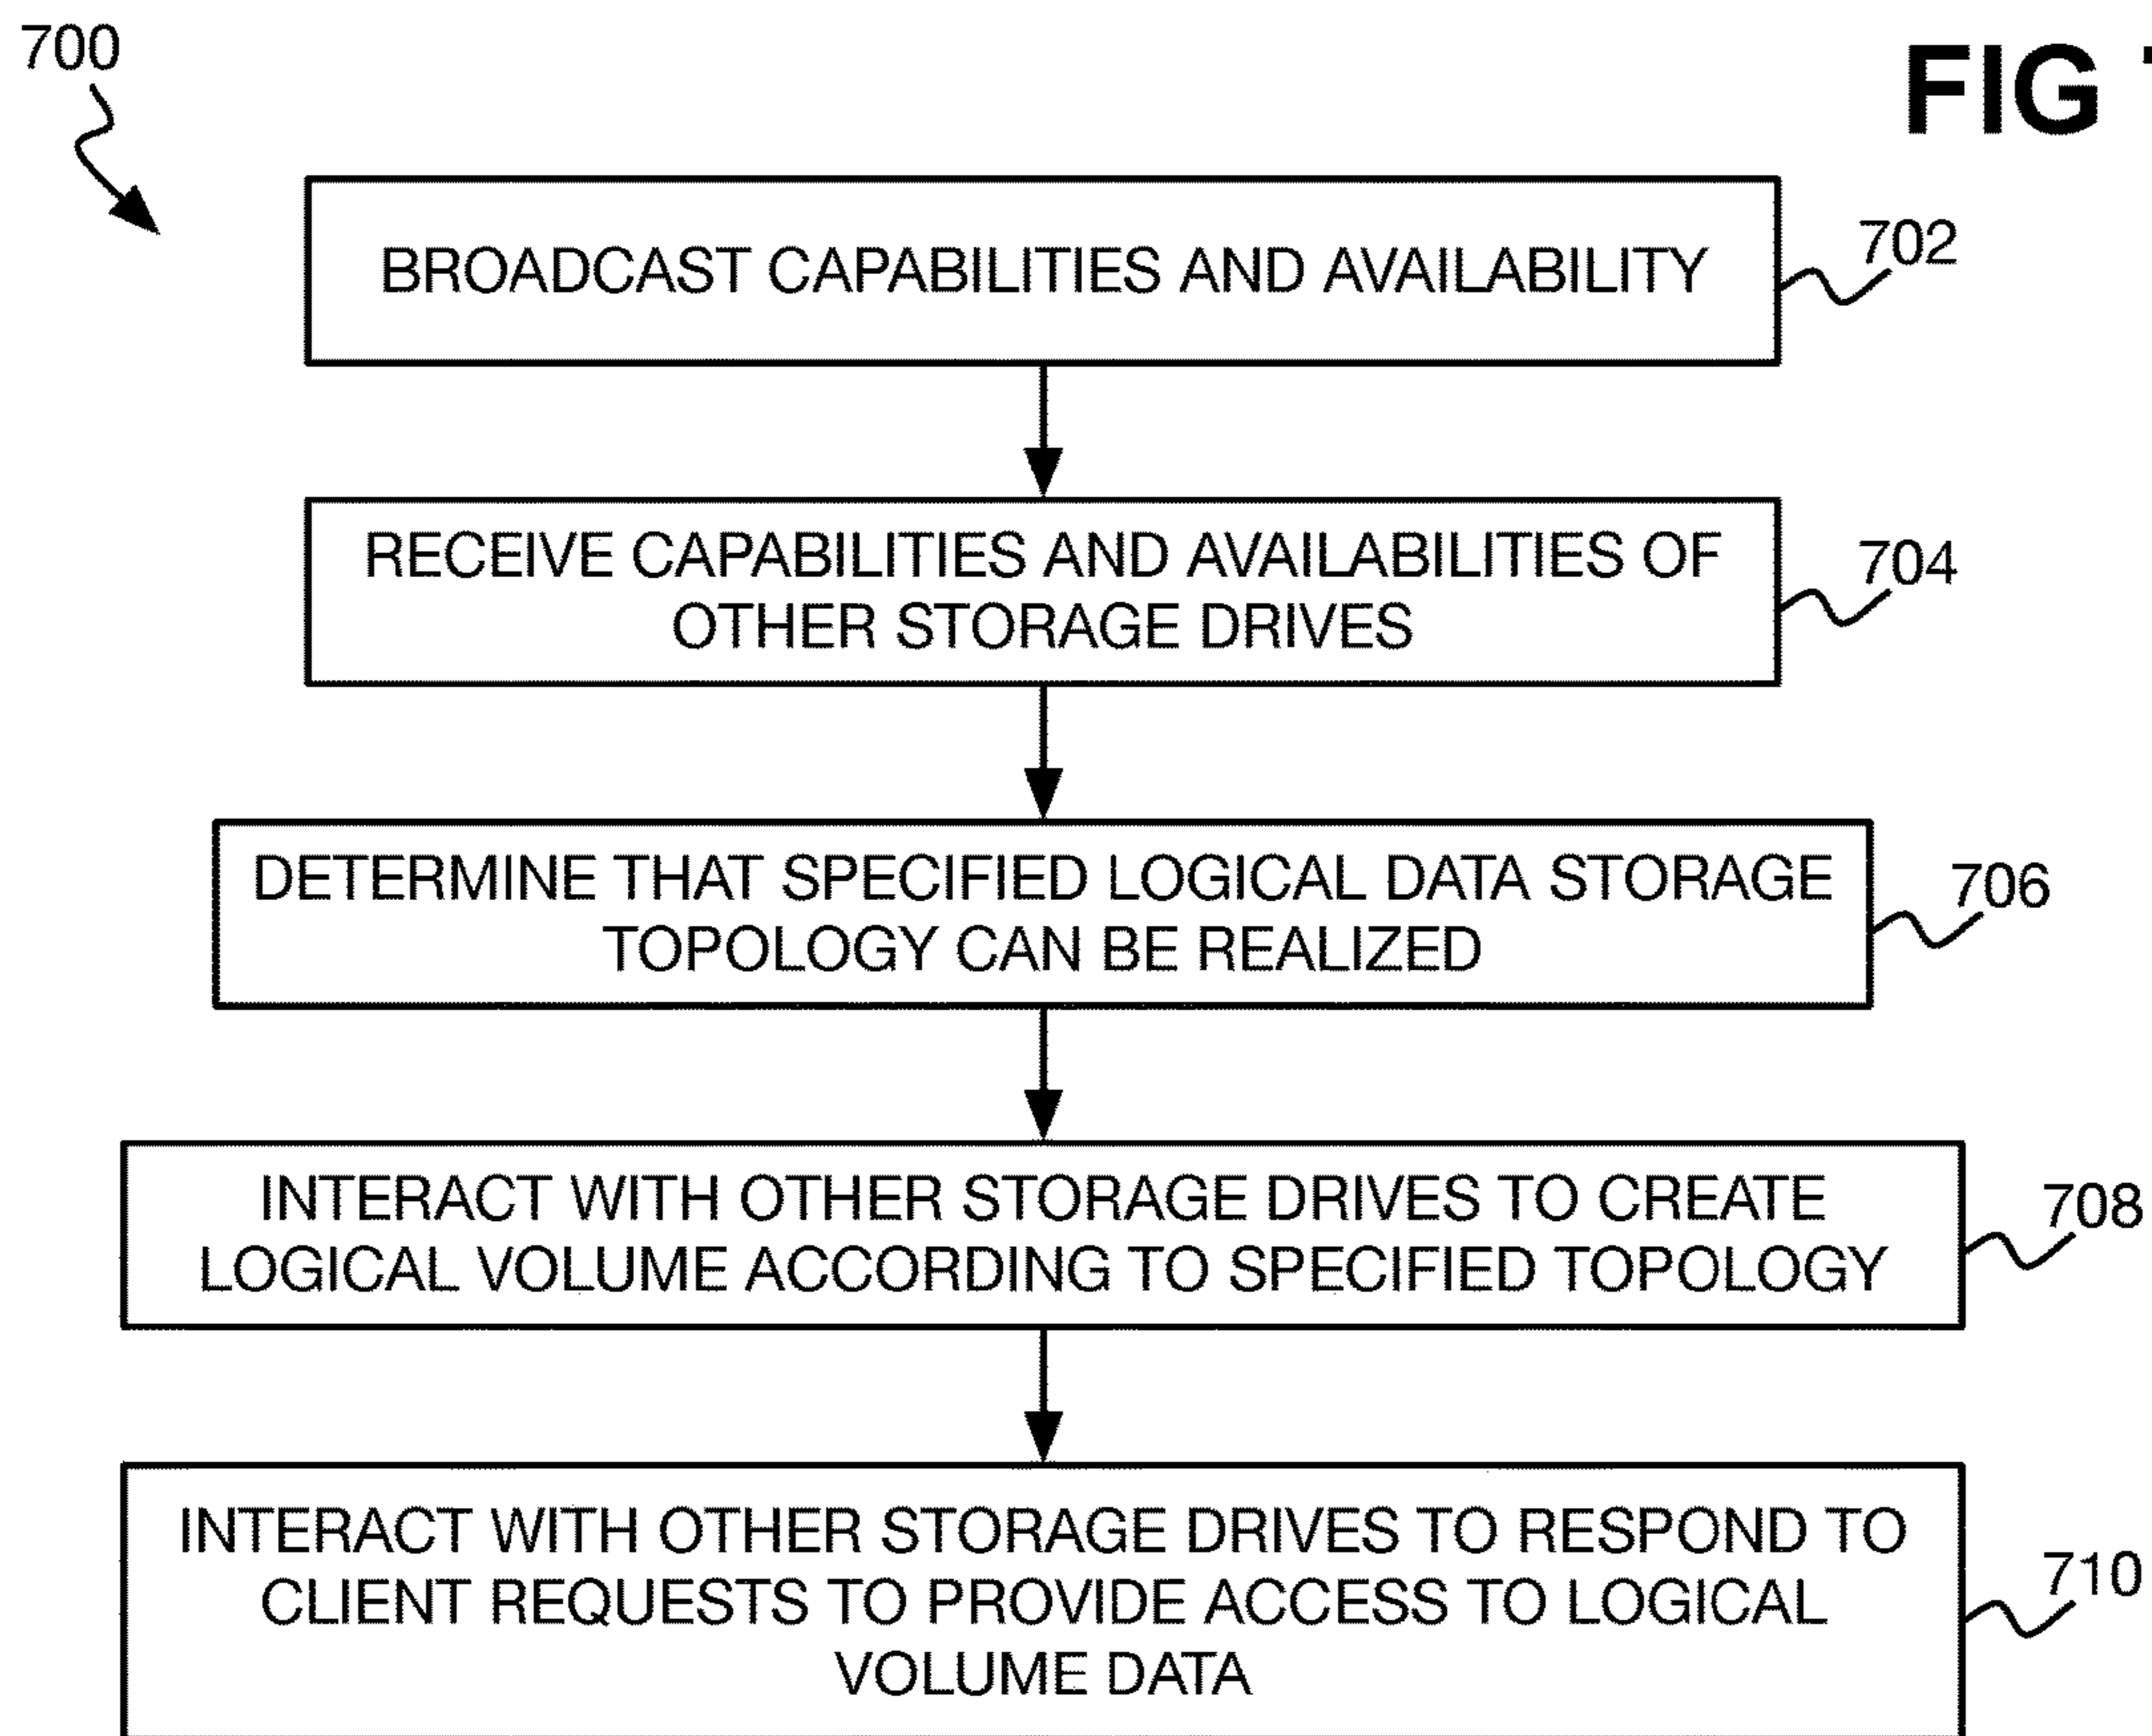 700
FIG
BROADCAST CAPABILITIES AND AVAILABILITY
702
RECEIVE CAPABILITIES AND AVAILABILITIES OF
OTHER STORAGE DRIVES
704
DETERMINE THAT SPECIFIED LOGICAL DATA STORAGE
TOPOLOGY CAN BE REALIZED
706
INTERACT WITH OTHER STORAGE DRIVES TO CREATE
LOGICAL VOLUME ACCORDING TO SPECIFIED TOPOLOGY
708
INTERACT WITH OTHER STORAGE DRIVES TO RESPOND TO
CLIENT REQUESTS TO PROVIDE ACCESS TO LOGICAL
VOLUME DATA
710